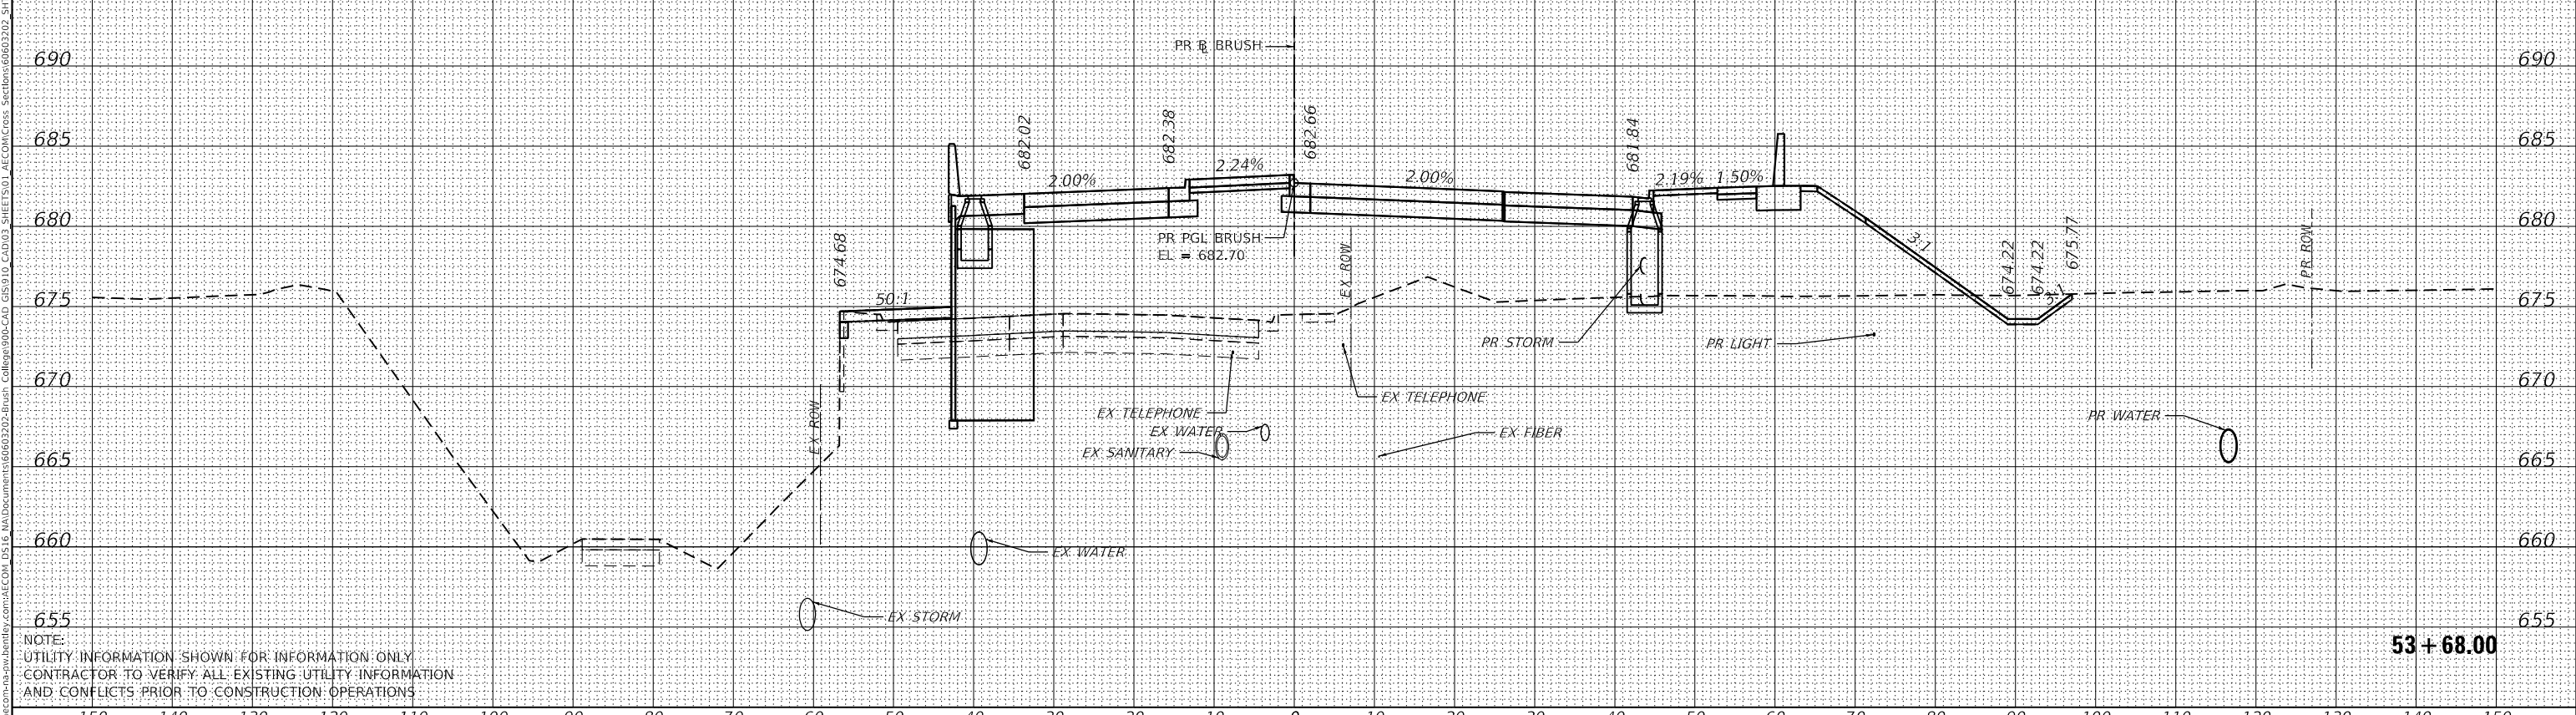 PR BL BRUSH
690
690
685
685
682.02
682.38
682.66
681.84
2.00%
2.24%
2.00%
2.19%
1.50%
680
680
PR PGL BRUSH
EL = 682.70
674.68
EX ROW
3:1
674.22
674.22
675.77
PR ROW
675
50:1
3:1
675
PR STORM
PR LIGHT
670
670
EX ROW
EX TELEPHONE
EX TELEPHONE
EX WATER
EX FIBER
EX SANITARY
PR WATER
665
665
660
EX WATER
660
655
EX STORM
655
NOTE:
UTILITY INFORMATION SHOWN FOR INFORMATION ONLY
CONTRACTOR TO VERIFY ALL EXISTING UTILITY INFORMATION
AND CONFLICTS PRIOR TO CONSTRUCTION OPERATIONS
53+68.00